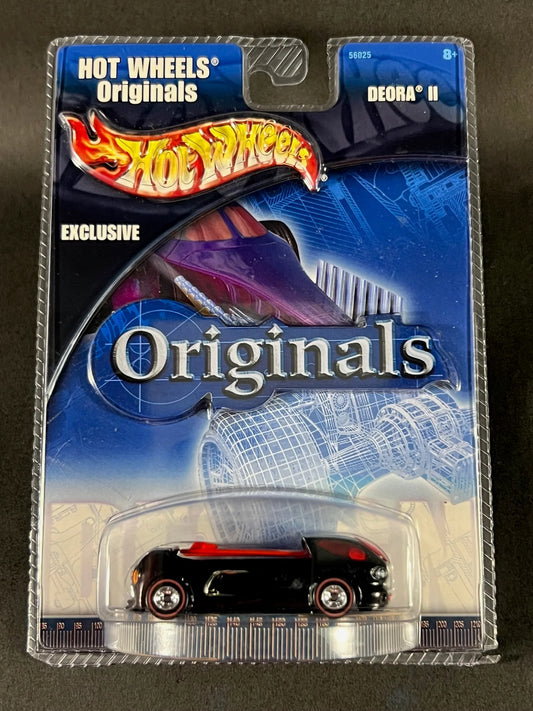 HOT WHEELS®
Originals
56025
8+
DEORA® II
HOT WHEELS®
EXCLUSIVE
Originals